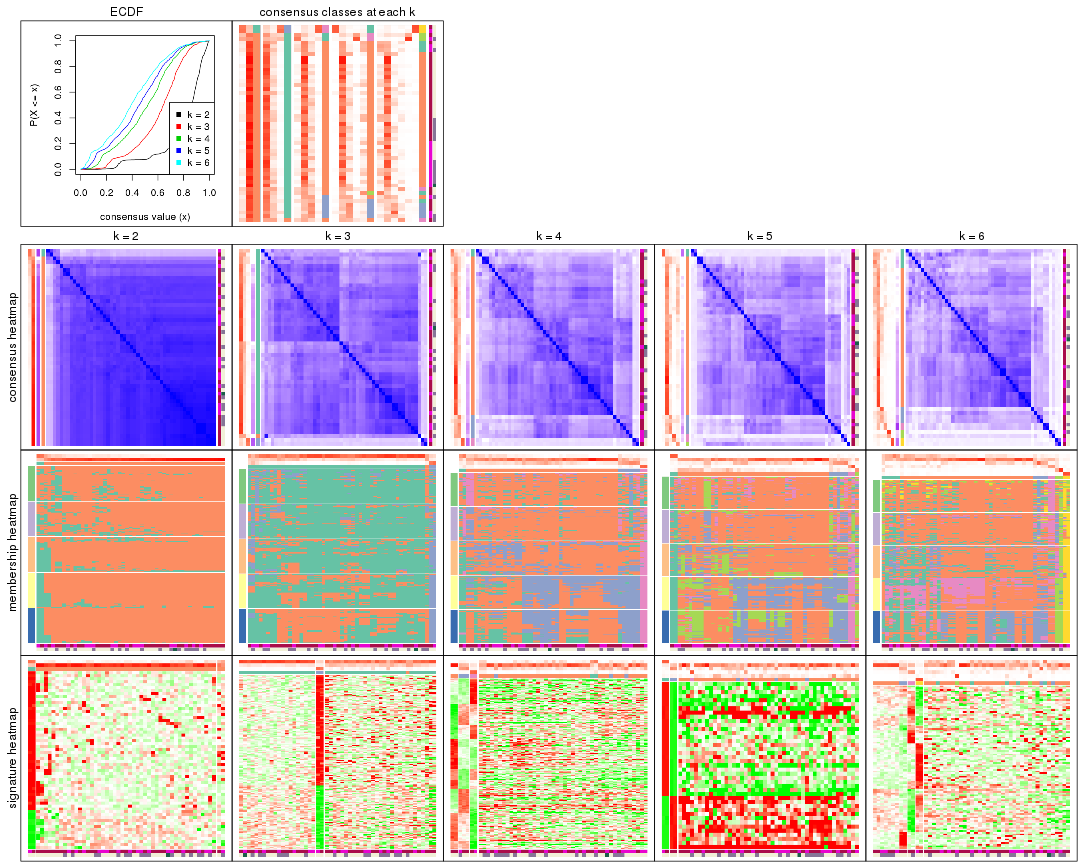 ECDF
consensus classes at each k
P(X <= x)
0.0 0.2 0.4 0.6 0.8 1.0
k = 2
k = 3
k = 4
k = 5
k = 6
0.0 0.2 0.4 0.6 0.8 1.0
consensus value (x)
k = 2
k = 3
k = 4
k = 5
k = 6
consensus heatmap
membership heatmap
signature heatmap